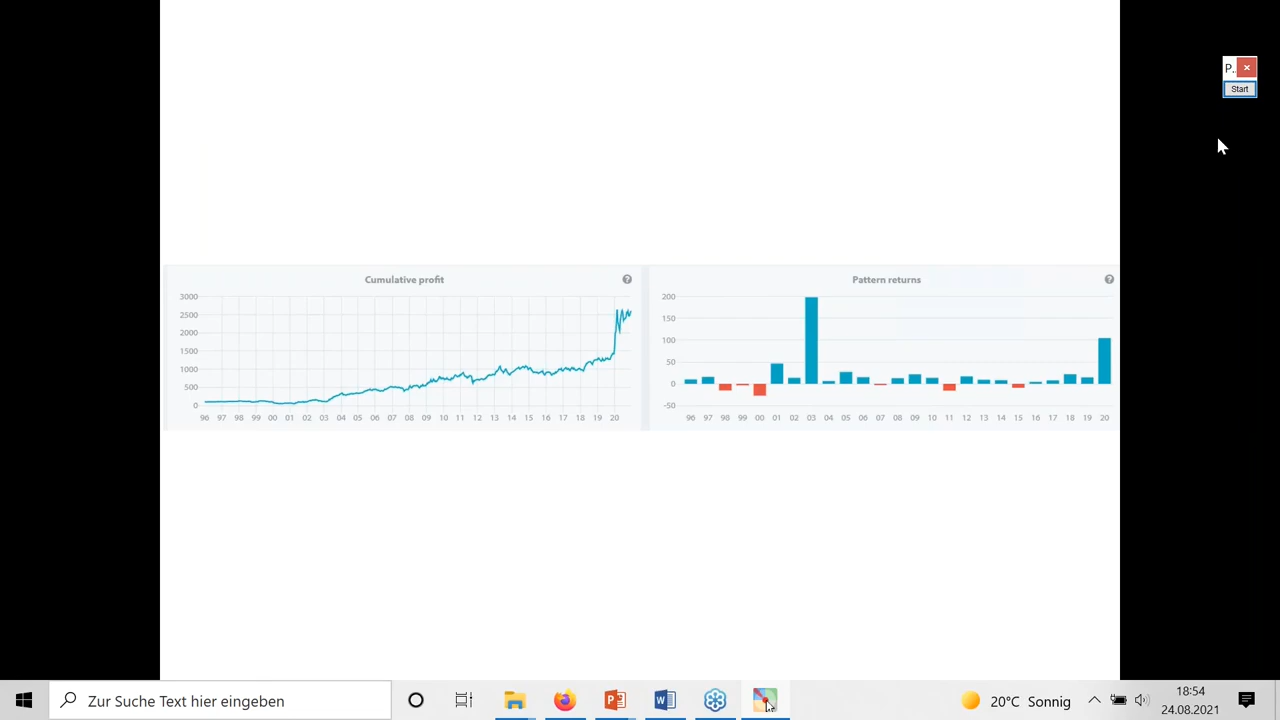 P..
Start
Cumulative profit
3000
2500
2000
1500
1000
500
0
96 97 98 99 00 01 02 03 04 05 06 07 08 09 10 11 12 13 14 15 16 17 18 19 20
Pattern returns
200
150
100
50
0
-50
96 97 98 99 00 01 02 03 04 05 06 07 08 09 10 11 12 13 14 15 16 17 18 19 20
Zur Suche Text hier eingeben
20°C Sonnig
18:54
24.08.2021